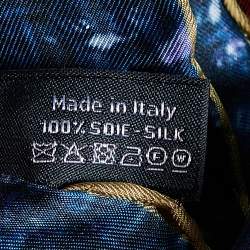 Made in Italy
100% SOIE - SILK
E W